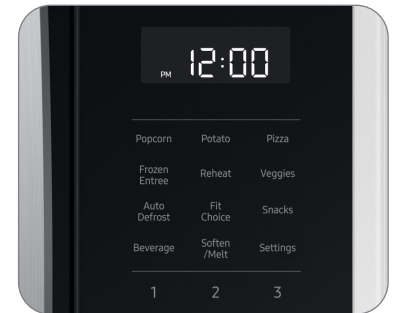 PM 12:00
Popcorn Potato Pizza
Frozen
Entree Reheat Veggies
Auto
Defrost Fit
Choice Snacks
Beverage Soften
/Melt Settings
1 2 3